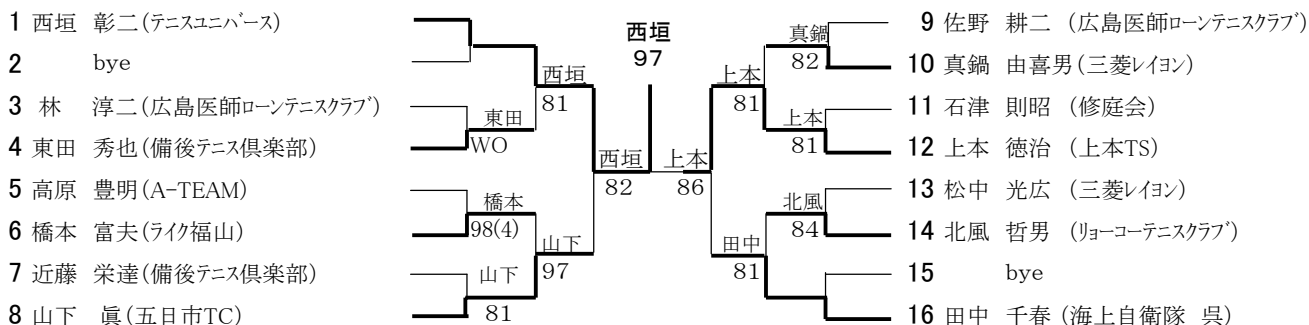 1 西垣 彰二(テニスユニバース)
2 bye
3 林 淳二(広島医師ローンテニスクラブ)
4 東田 秀也(備後テニス倶楽部)
5 高原 豊明(A-TEAM)
6 橋本 富夫(ライク福山)
7 近藤 栄達(備後テニス倶楽部)
8 山下 眞(五日市TC)
東田
WO
橋本
98(4)
山下
81
西垣
81
山下
97
西垣
82
西垣
97
上本
86
上本
81
田中
81
真鍋
82
上本
81
北風
84
9 佐野 耕二 (広島医師ローンテニスクラブ)
10 真鍋 由喜男(三菱レイヨン)
11 石津 則昭 (修庭会)
12 上本 徳治 (上本TS)
13 松中 光広 (三菱レイヨン)
14 北風 哲男 (リョーコーテニスクラブ)
15 bye
16 田中 千春 (海上自衛隊 呉)